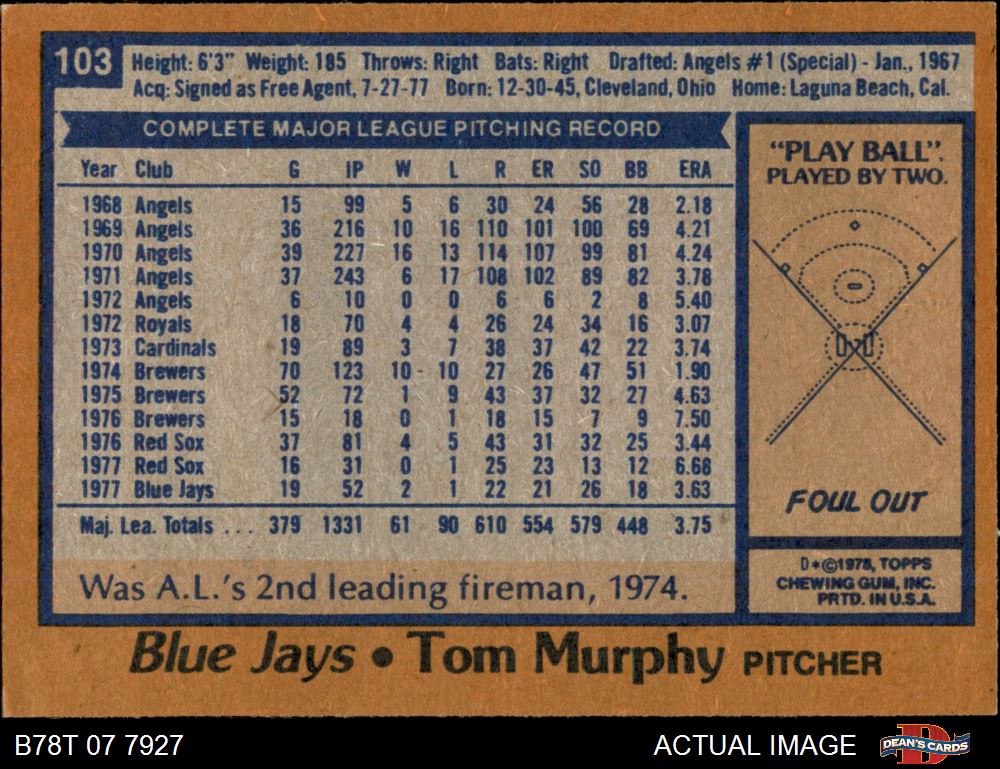 103
Height: 6'3" Weight: 185 Throws: Right Bats: Right Drafted: Angels #1 (Special) - Jan., 1967
Acq: Signed as Free Agent, 7-27-77 Born: 12-30-45, Cleveland, Ohio Home: Laguna Beach, Cal.
COMPLETE MAJOR LEAGUE PITCHING RECORD
Year Club G IP W L R ER SO BB ERA
1968 Angels 15 99 5 6 30 24 56 28 2.18
1969 Angels 36 216 10 16 110 101 100 69 4.21
1970 Angels 39 227 16 13 114 107 99 81 4.24
1971 Angels 37 243 6 17 108 102 89 82 3.78
1972 Angels 6 10 0 0 6 6 2 8 5.40
1972 Royals 18 70 4 4 26 24 34 16 3.07
1973 Cardinals 19 89 3 7 38 37 42 22 3.74
1974 Brewers 70 123 10 10 27 26 47 51 1.90
1975 Brewers 52 72 1 9 43 37 32 27 4.63
1976 Brewers 15 18 0 1 18 15 7 9 7.50
1976 Red Sox 37 81 4 5 43 31 32 25 3.44
1977 Red Sox 16 31 0 1 25 23 13 12 6.68
1977 Blue Jays 19 52 2 1 22 21 26 18 3.63
Maj. Lea. Totals ... 379 1331 61 90 610 554 579 448 3.75
Was A.L.'s 2nd leading fireman, 1974.
"PLAY BALL".
PLAYED BY TWO.
FOUL OUT
D*©1978, TOPPS
CHEWING GUM, INC.
PRTD. IN U.S.A.
Blue Jays • Tom Murphy PITCHER
B78T 07 7927
ACTUAL IMAGE
DEAN'S CARDS